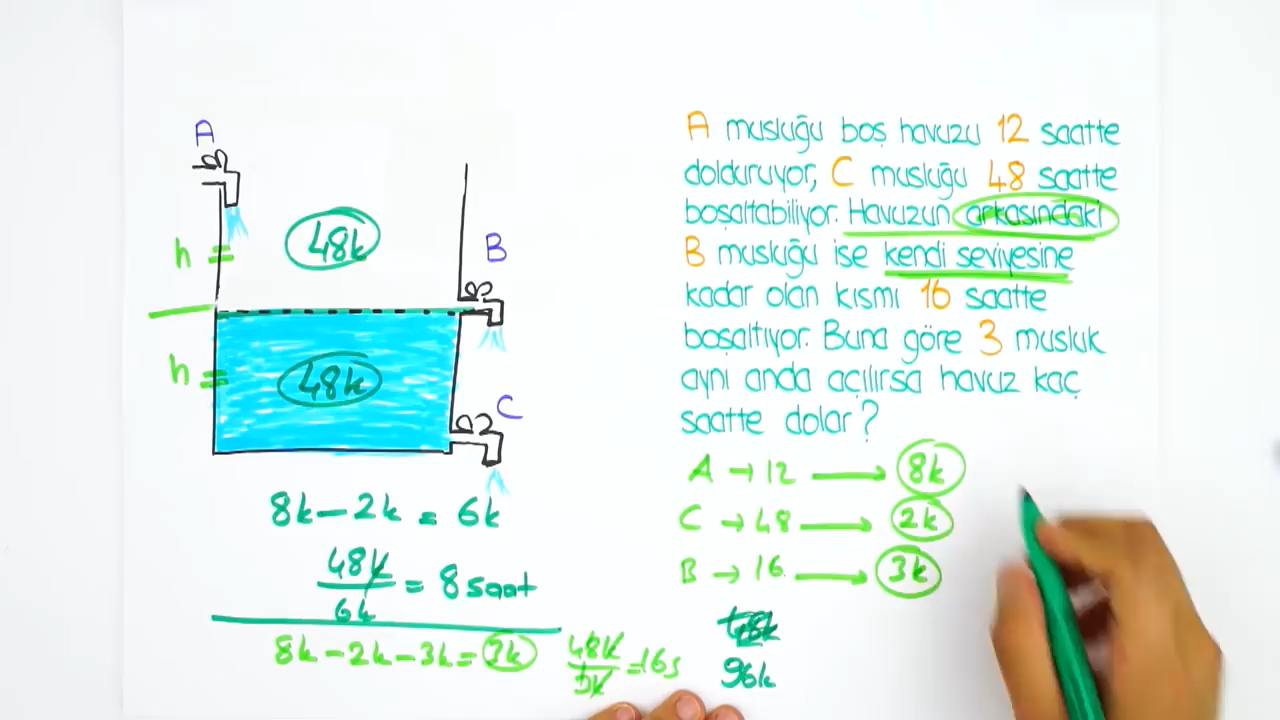 A
h =
48k
B
h =
48k
C
8k - 2k = 6k
48k
6k
= 8 saat
8k - 2k - 3k = 3k
48k
3k
= 16s
A musluğu boş havuzu 12 saatte
dolduruyor, C musluğu 48 saatte
boşaltabiliyor. Havuzun arkasındaki
B musluğu ise kendi seviyesine
kadar olan kısmı 16 saatte
boşaltıyor. Buna göre 3 musluk
aynı anda açılırsa havuz kaç
saatte dolar?
A → 12 → 8k
C → 48 → 2k
B → 16 → 3k
48k
96k